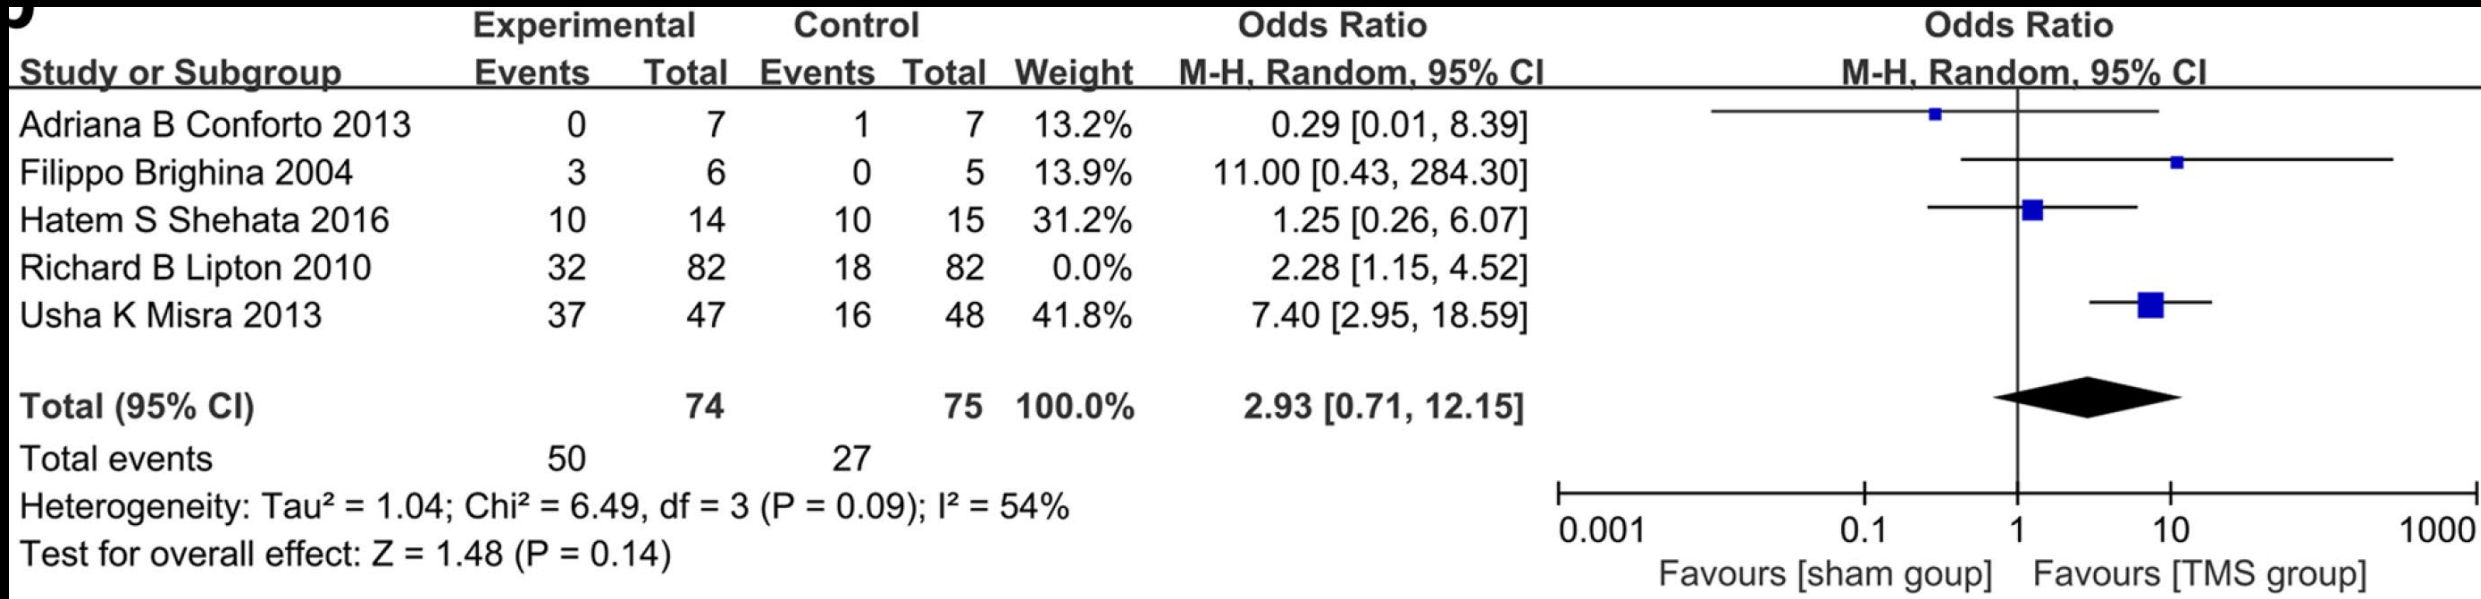 Experimental Control Odds Ratio Odds Ratio
Study or Subgroup Events Total Events Total Weight M-H, Random, 95% CI M-H, Random, 95% CI
Adriana B Conforto 2013 0 7 1 7 13.2% 0.29 [0.01, 8.39]
Filippo Brighina 2004 3 6 0 5 13.9% 11.00 [0.43, 284.30]
Hatem S Shehata 2016 10 14 10 15 31.2% 1.25 [0.26, 6.07]
Richard B Lipton 2010 32 82 18 82 0.0% 2.28 [1.15, 4.52]
Usha K Misra 2013 37 47 16 48 41.8% 7.40 [2.95, 18.59]
Total (95% CI) 74 75 100.0% 2.93 [0.71, 12.15]
Total events 50 27
Heterogeneity: Tau² = 1.04; Chi² = 6.49, df = 3 (P = 0.09); I² = 54%
Test for overall effect: Z = 1.48 (P = 0.14)
0.001 0.1 1 10 1000
Favours [sham goup] Favours [TMS group]